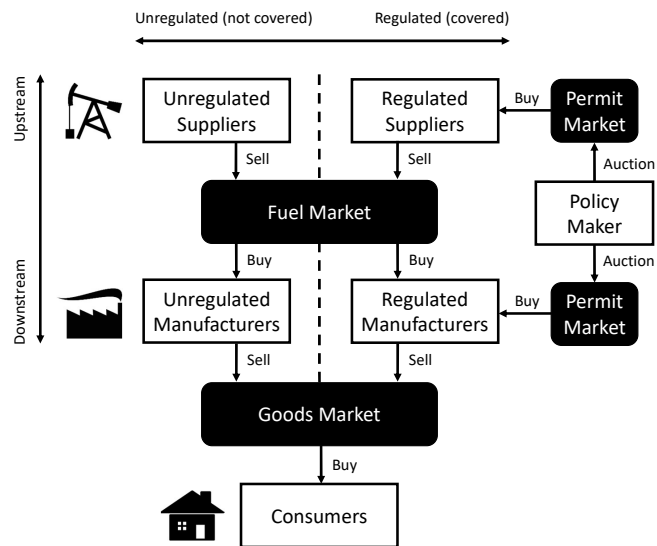 Unregulated (not covered)
Regulated (covered)
Upstream
Downstream
Unregulated
Suppliers
Regulated
Suppliers
Buy
Permit
Market
Sell
Sell
Auction
Fuel Market
Policy
Maker
Buy
Buy
Auction
Unregulated
Manufacturers
Regulated
Manufacturers
Buy
Permit
Market
Sell
Sell
Goods Market
Buy
Consumers